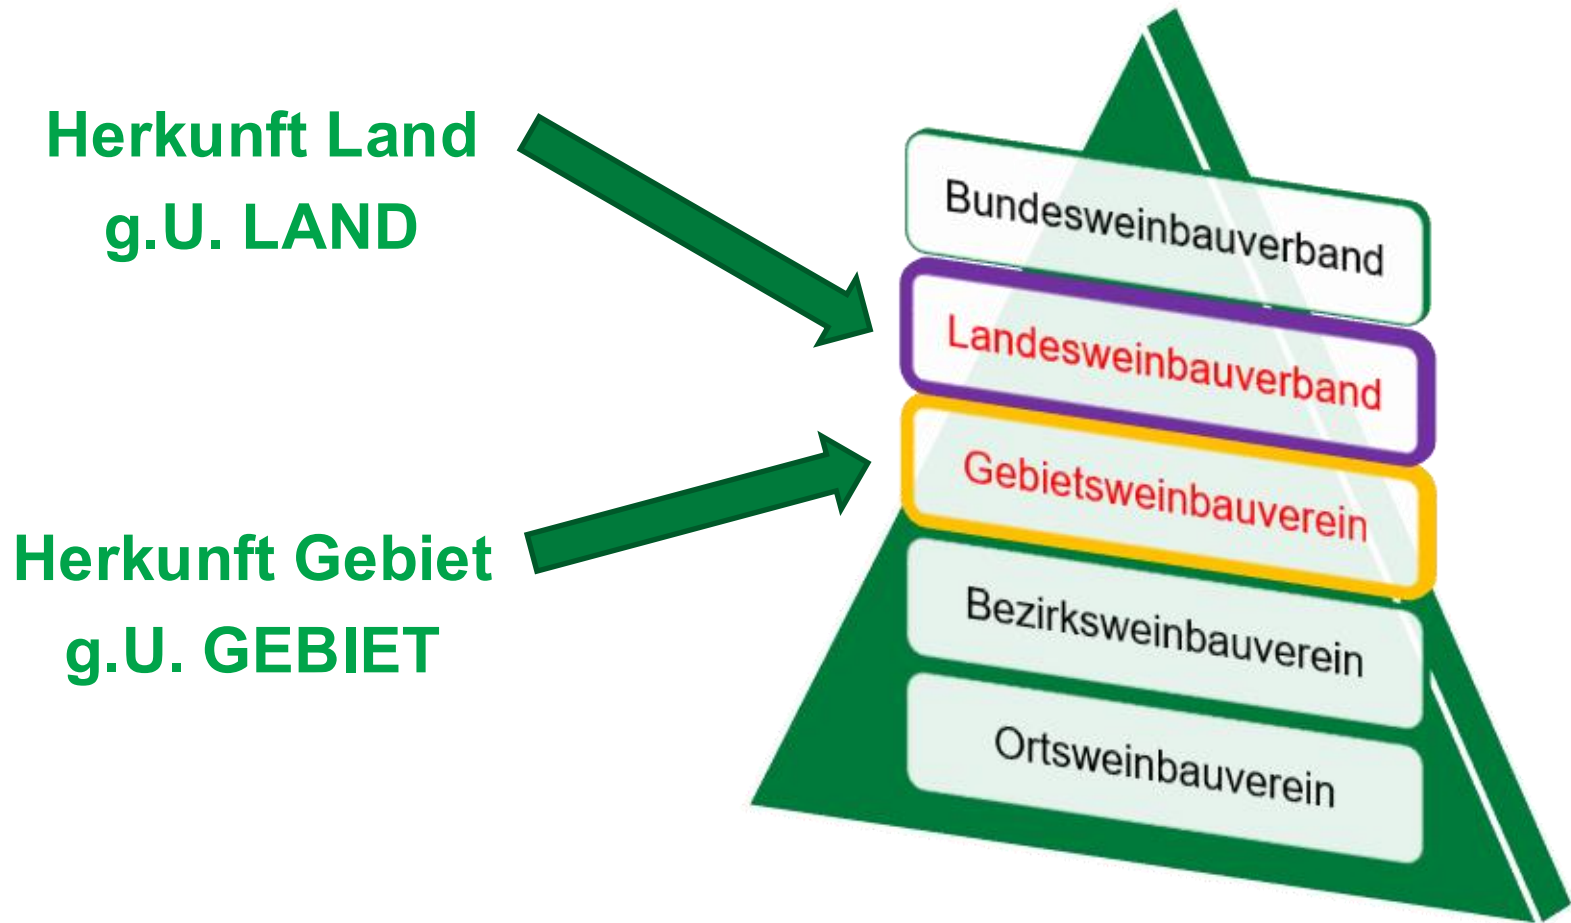 Herkunft Land
g.U. LAND
Herkunft Gebiet
g.U. GEBIET
Bundesweinbauverband
Landesweinbauverband
Gebietsweinbauverein
Bezirksweinbauverein
Ortsweinbauverein